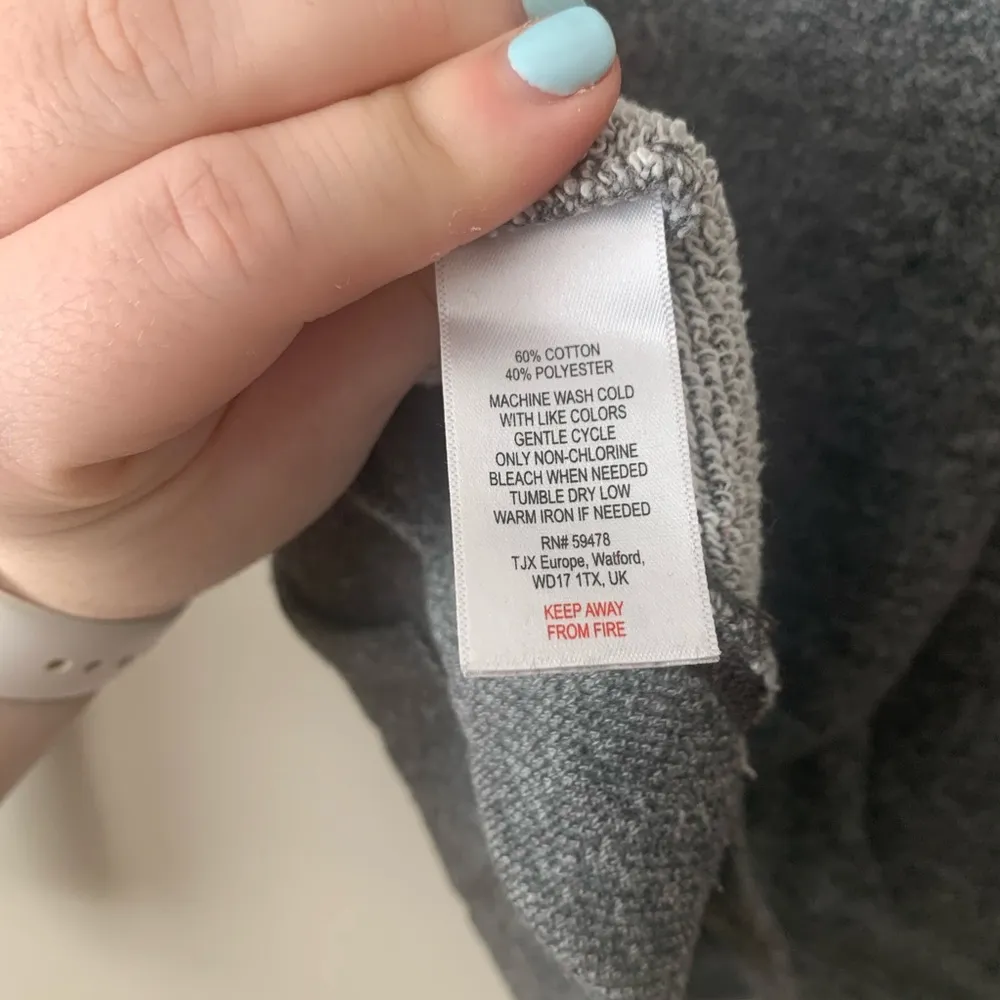 60% COTTON
40% POLYESTER
MACHINE WASH COLD
WITH LIKE COLORS
GENTLE CYCLE
ONLY NON-CHLORINE
BLEACH WHEN NEEDED
TUMBLE DRY LOW
WARM IRON IF NEEDED
RN# 59478
TJX Europe, Watford,
WD17 1TX, UK
KEEP AWAY
FROM FIRE